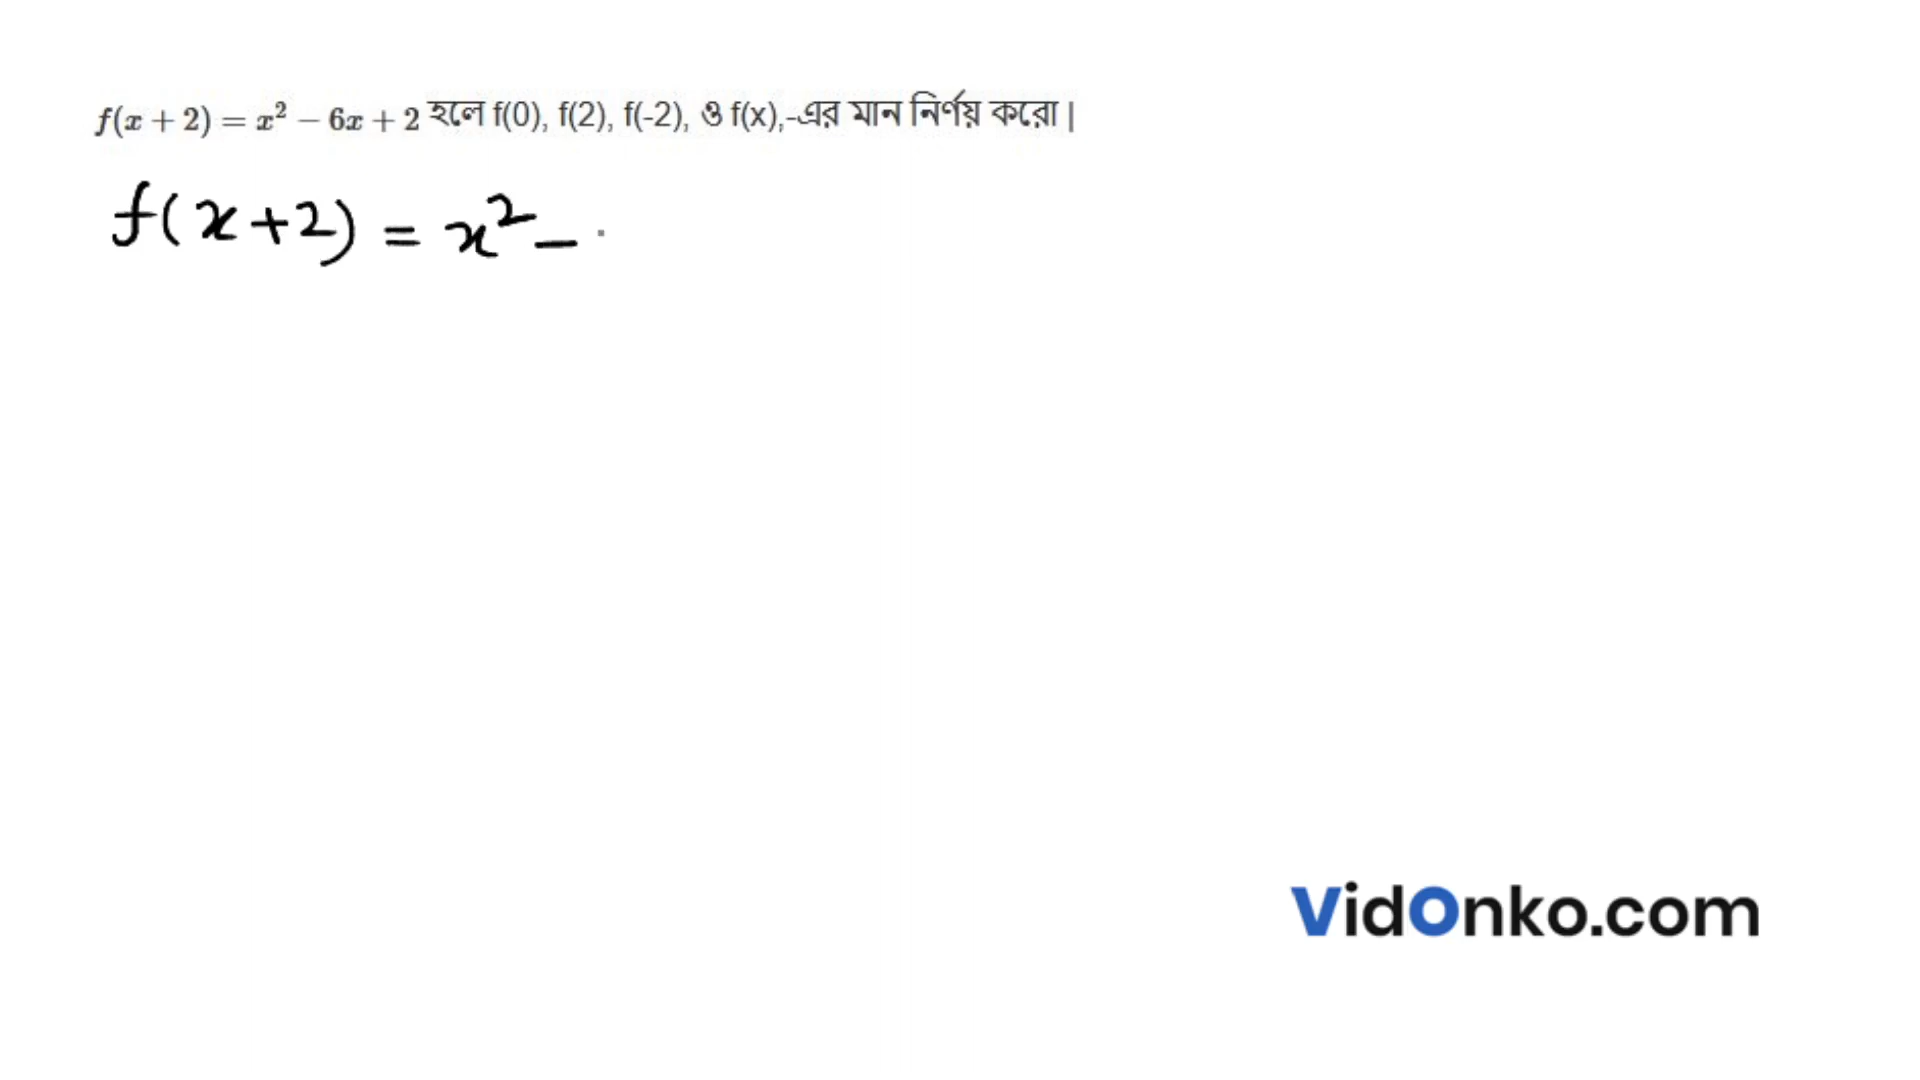 f(x + 2) = x² − 6x + 2 হলে f(0), f(2), f(-2), ও f(x),-এর মান নির্ণয় করো |
f(x+2) = x² −
VidOnko.com